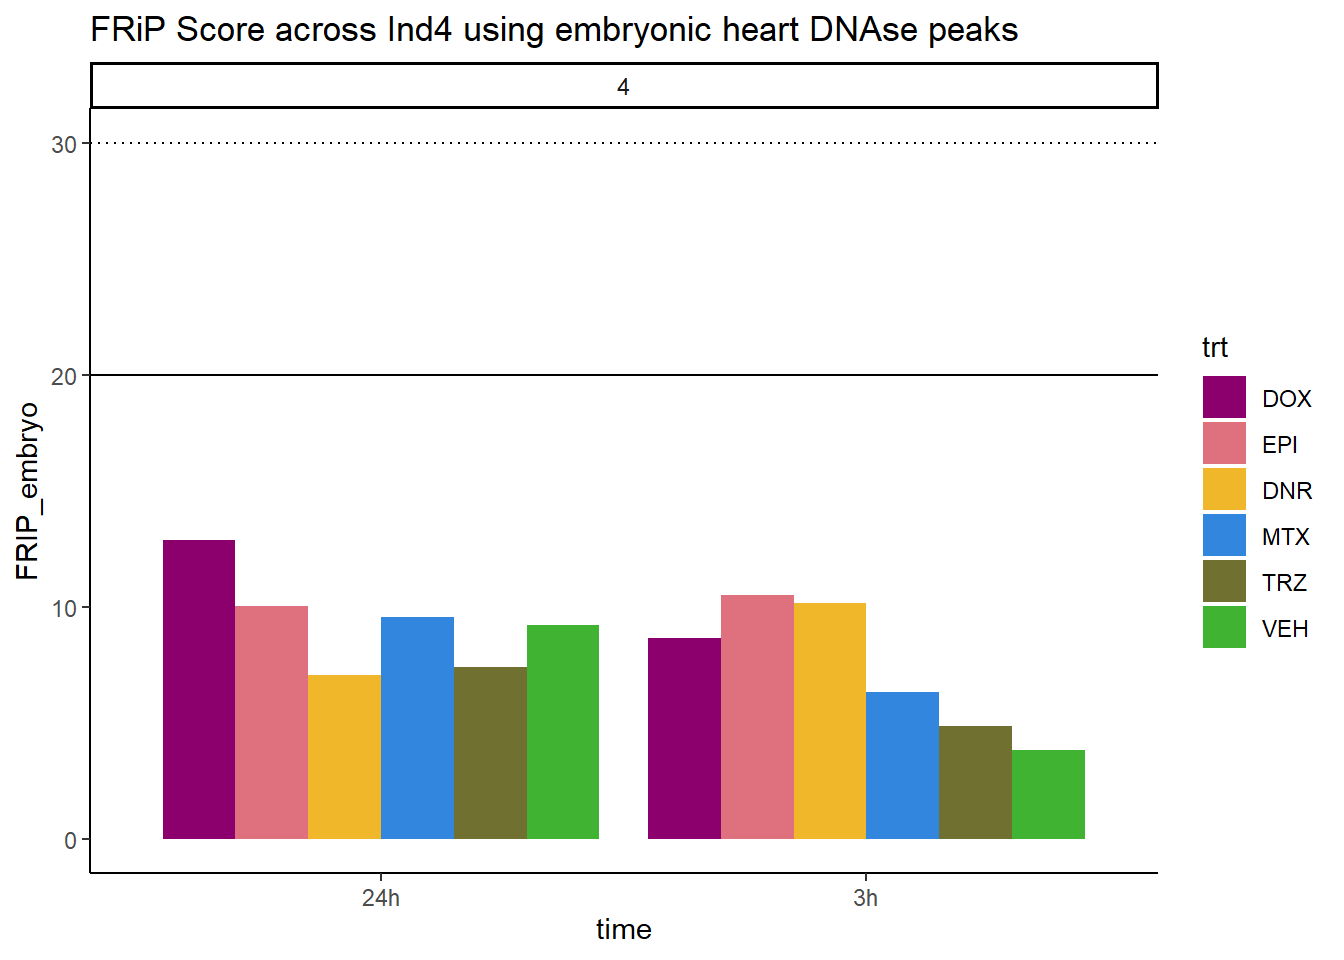 FRiP Score across Ind4 using embryonic heart DNAse peaks
4
30
20
10
0
FRIP_embryo
24h
3h
time
trt
DOX
EPI
DNR
MTX
TRZ
VEH